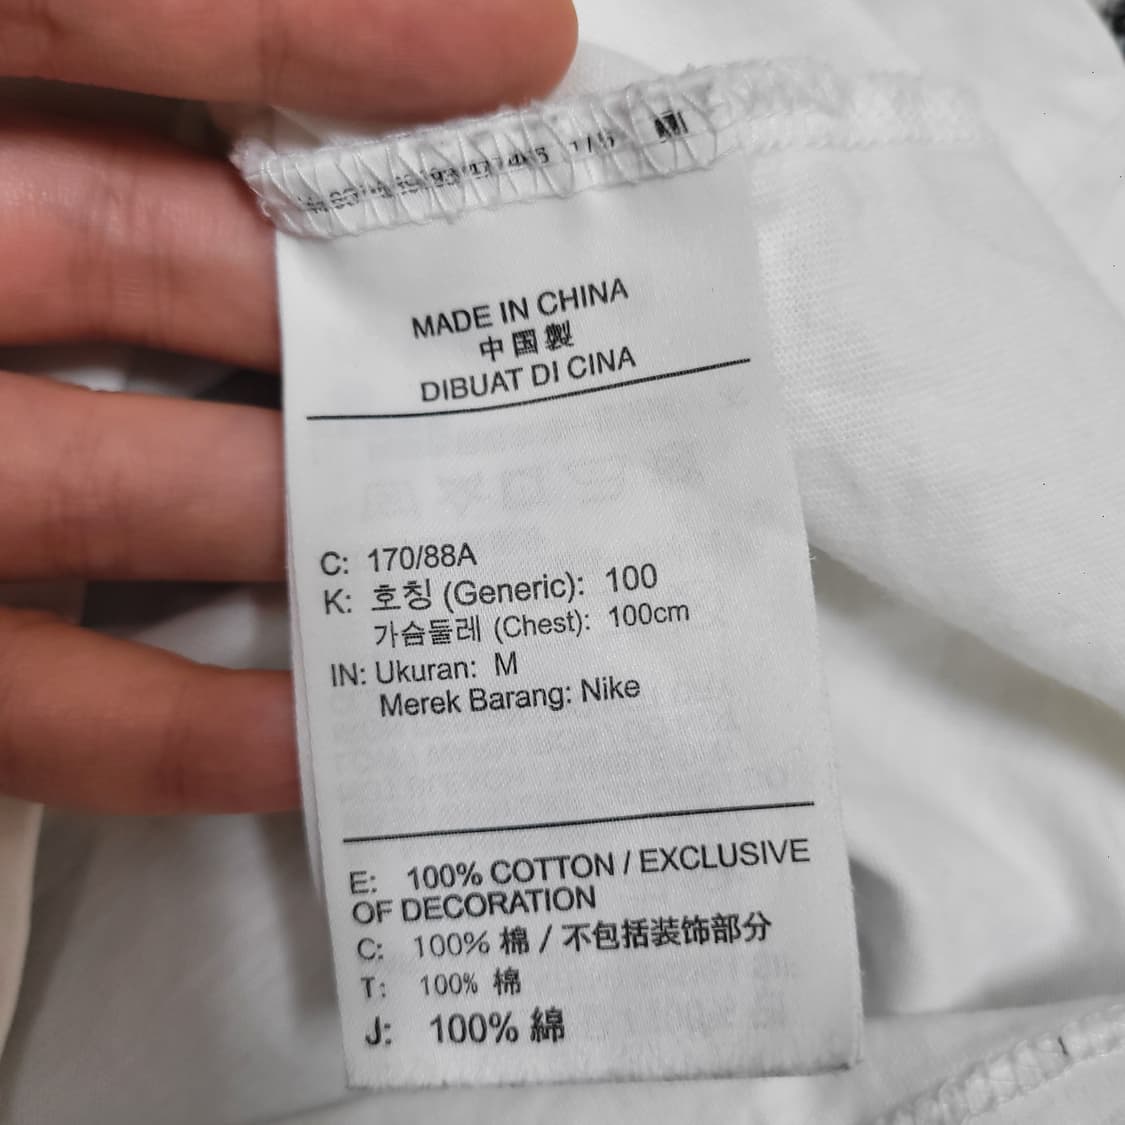 1/5
MADE IN CHINA
中国製
DIBUAT DI CINA
C: 170/88A
K: 호칭 (Generic): 100
가슴둘레 (Chest): 100cm
IN: Ukuran: M
Merek Barang: Nike
E: 100% COTTON / EXCLUSIVE
OF DECORATION
C: 100% 棉 / 不包括装饰部分
T: 100% 棉
J: 100% 綿